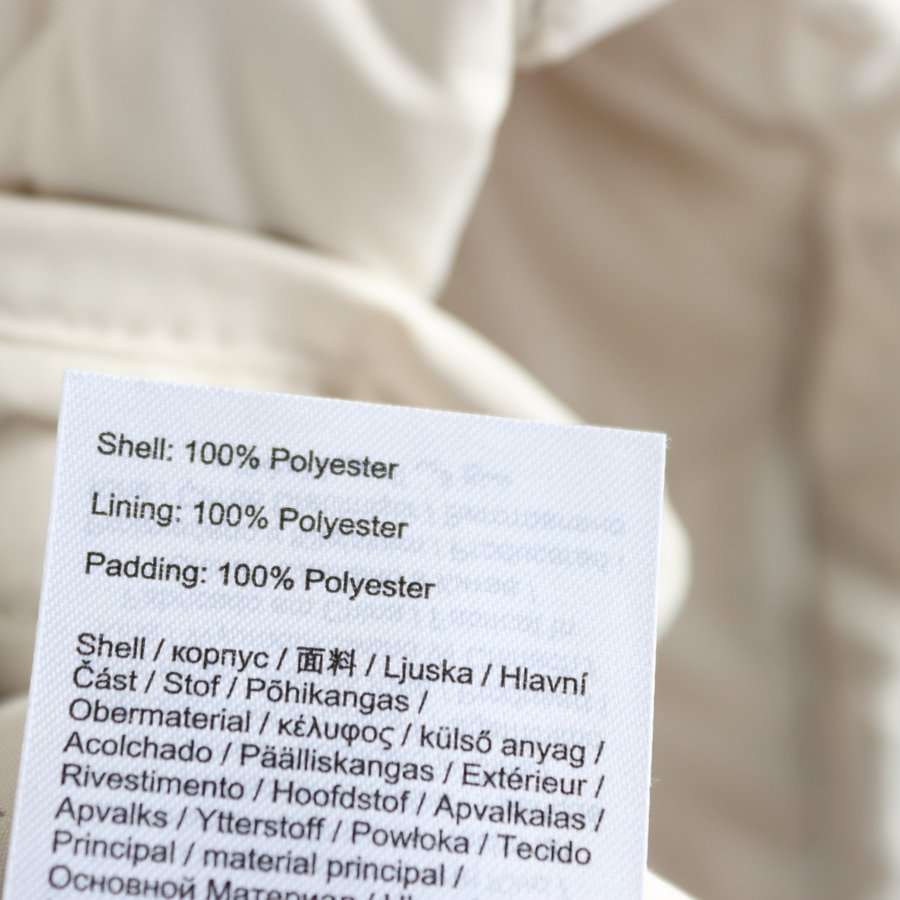 Shell: 100% Polyester
Lining: 100% Polyester
Padding: 100% Polyester
Shell / корпус / 面料 / Ljuska / Hlavní
Část / Stof / Põhikangas /
Obermaterial / κέλυφος / külső anyag /
Acolchado / Päälliskangas / Extérieur /
Rivestimento / Hoofdstof / Apvalkalas /
Apvalks / Ytterstoff / Powłoka / Tecido
Principal / material principal /
Основной Материал /